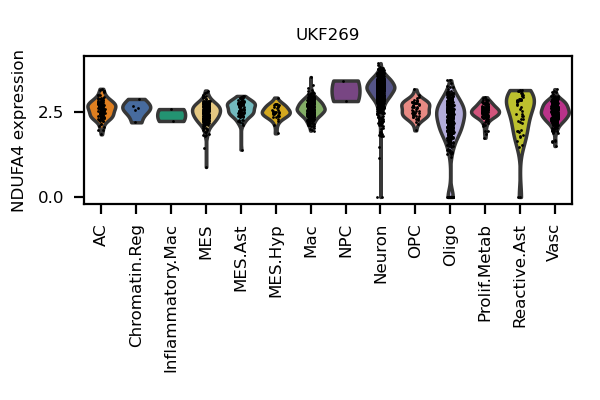 UKF269
NDUFA4 expression
2.5
0.0
AC
Chromatin.Reg
Inflammatory.Mac
MES
MES.Ast
MES.Hyp
Mac
NPC
Neuron
OPC
Oligo
Prolif.Metab
Reactive.Ast
Vasc